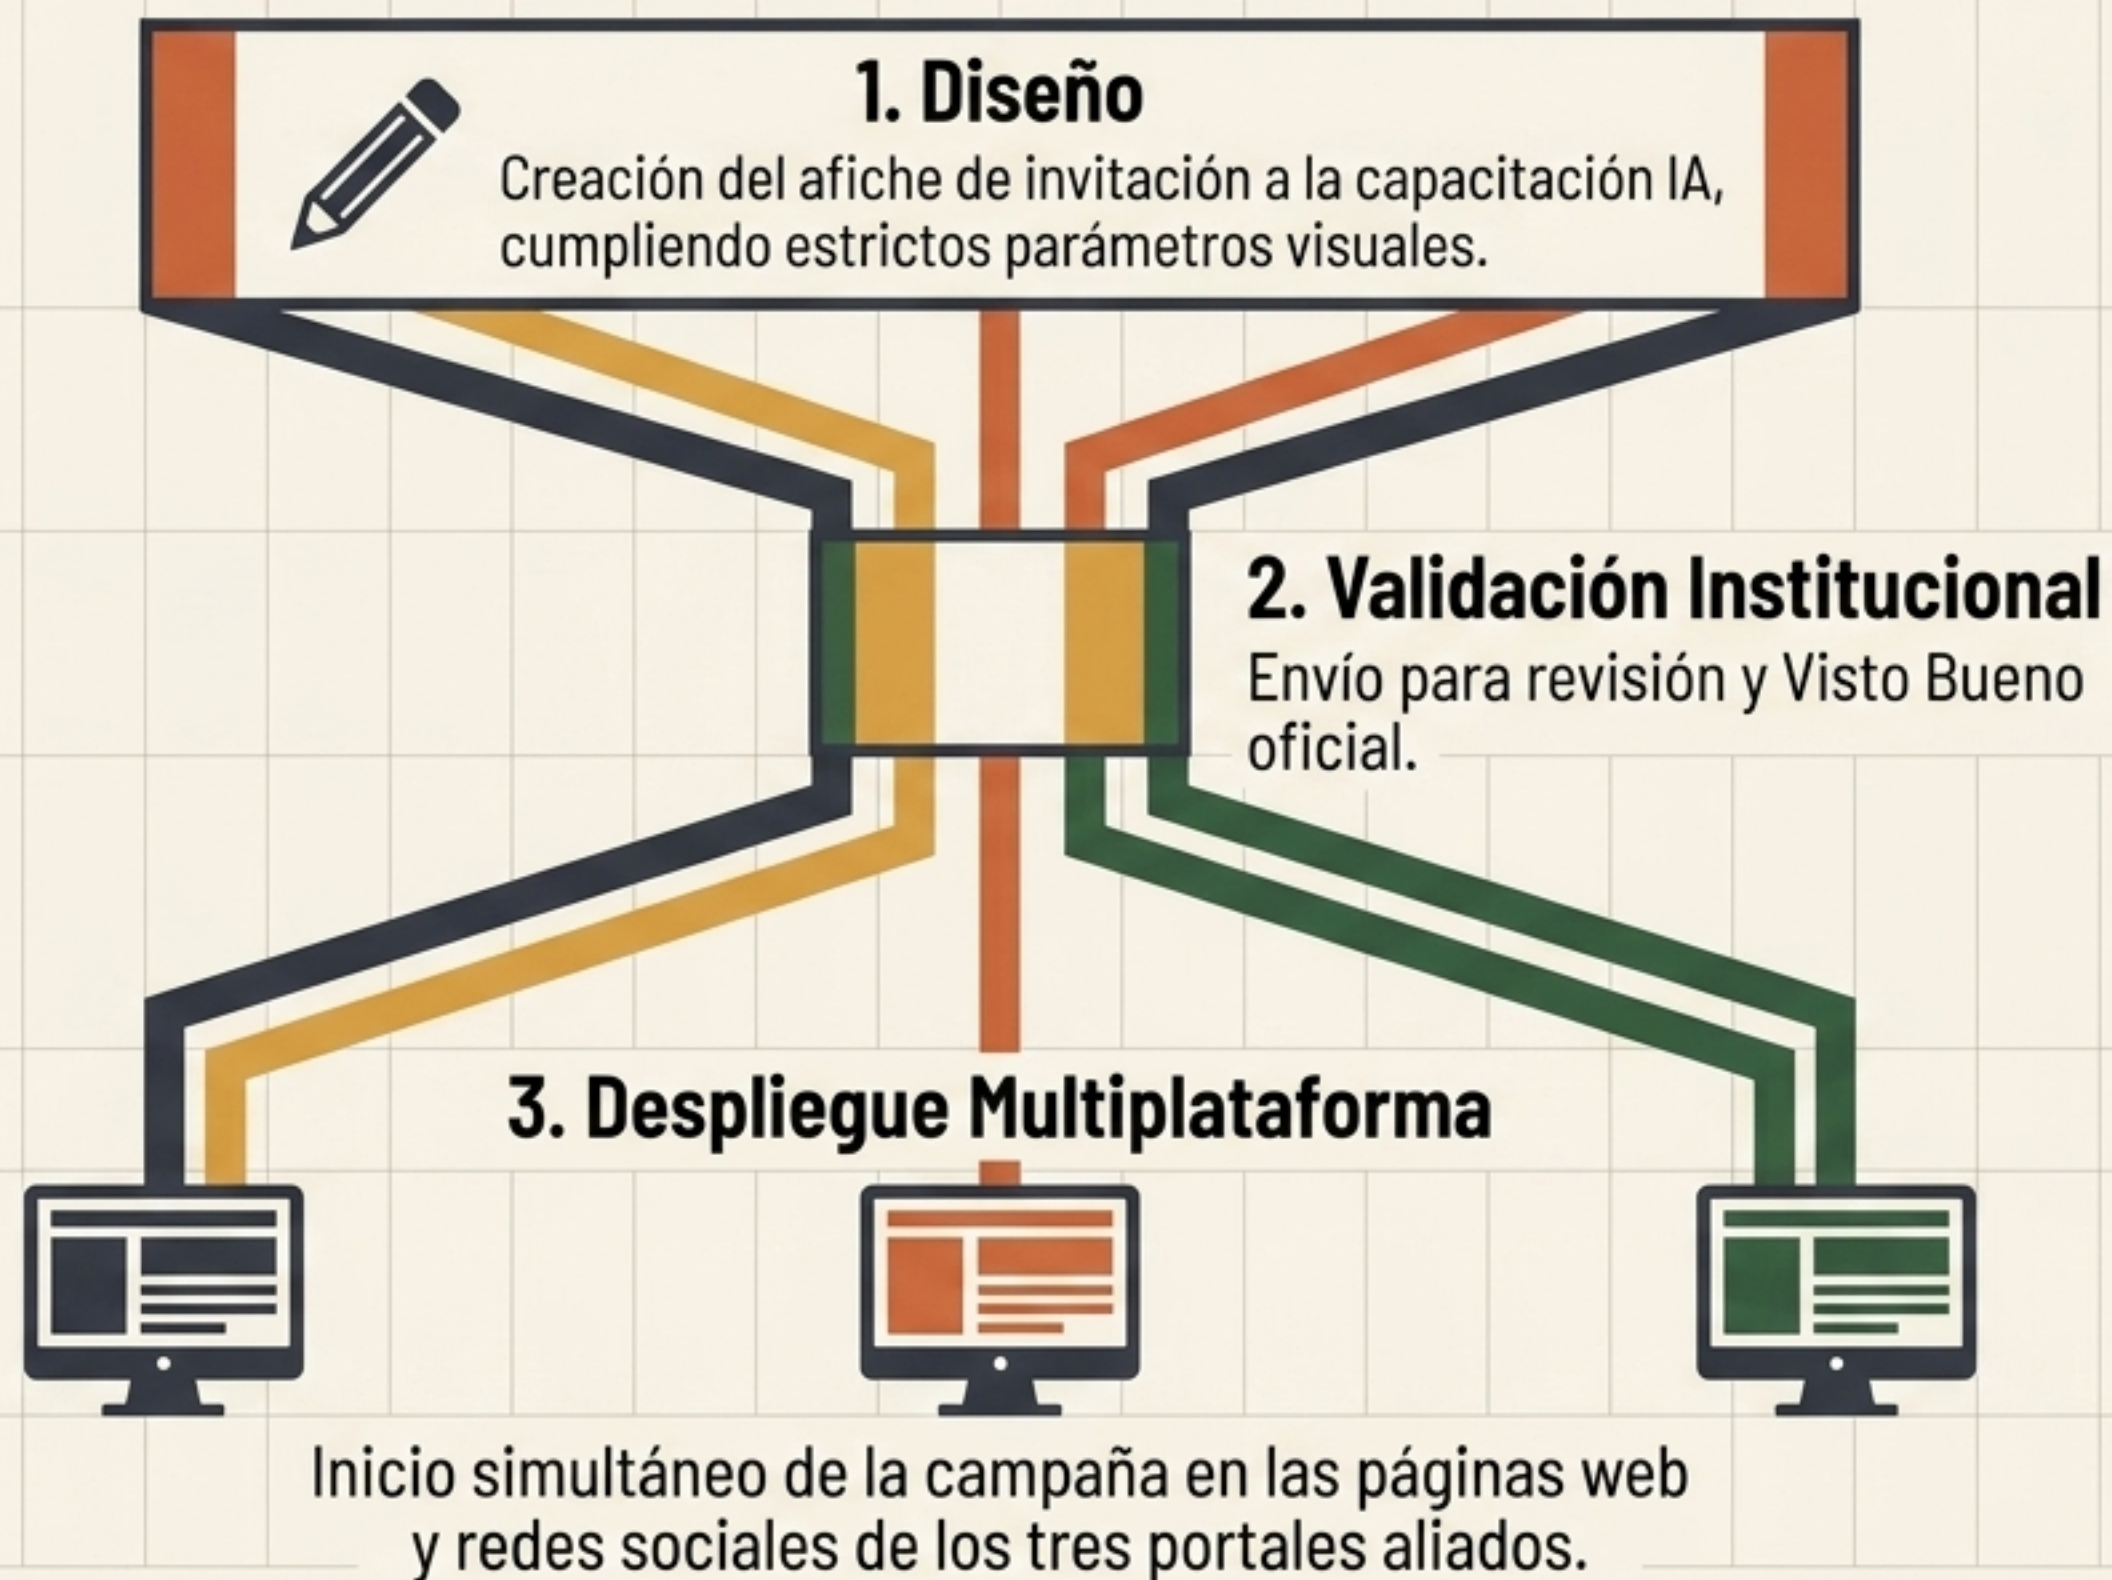 1. Diseño
Creación del afiche de invitación a la capacitación IA,
cumpliendo estrictos parámetros visuales.
2. Validación Institucional
Envío para revisión y Visto Bueno
oficial.
3. Despliegue Multiplataforma
Inicio simultáneo de la campaña en las páginas web
y redes sociales de los tres portales aliados.